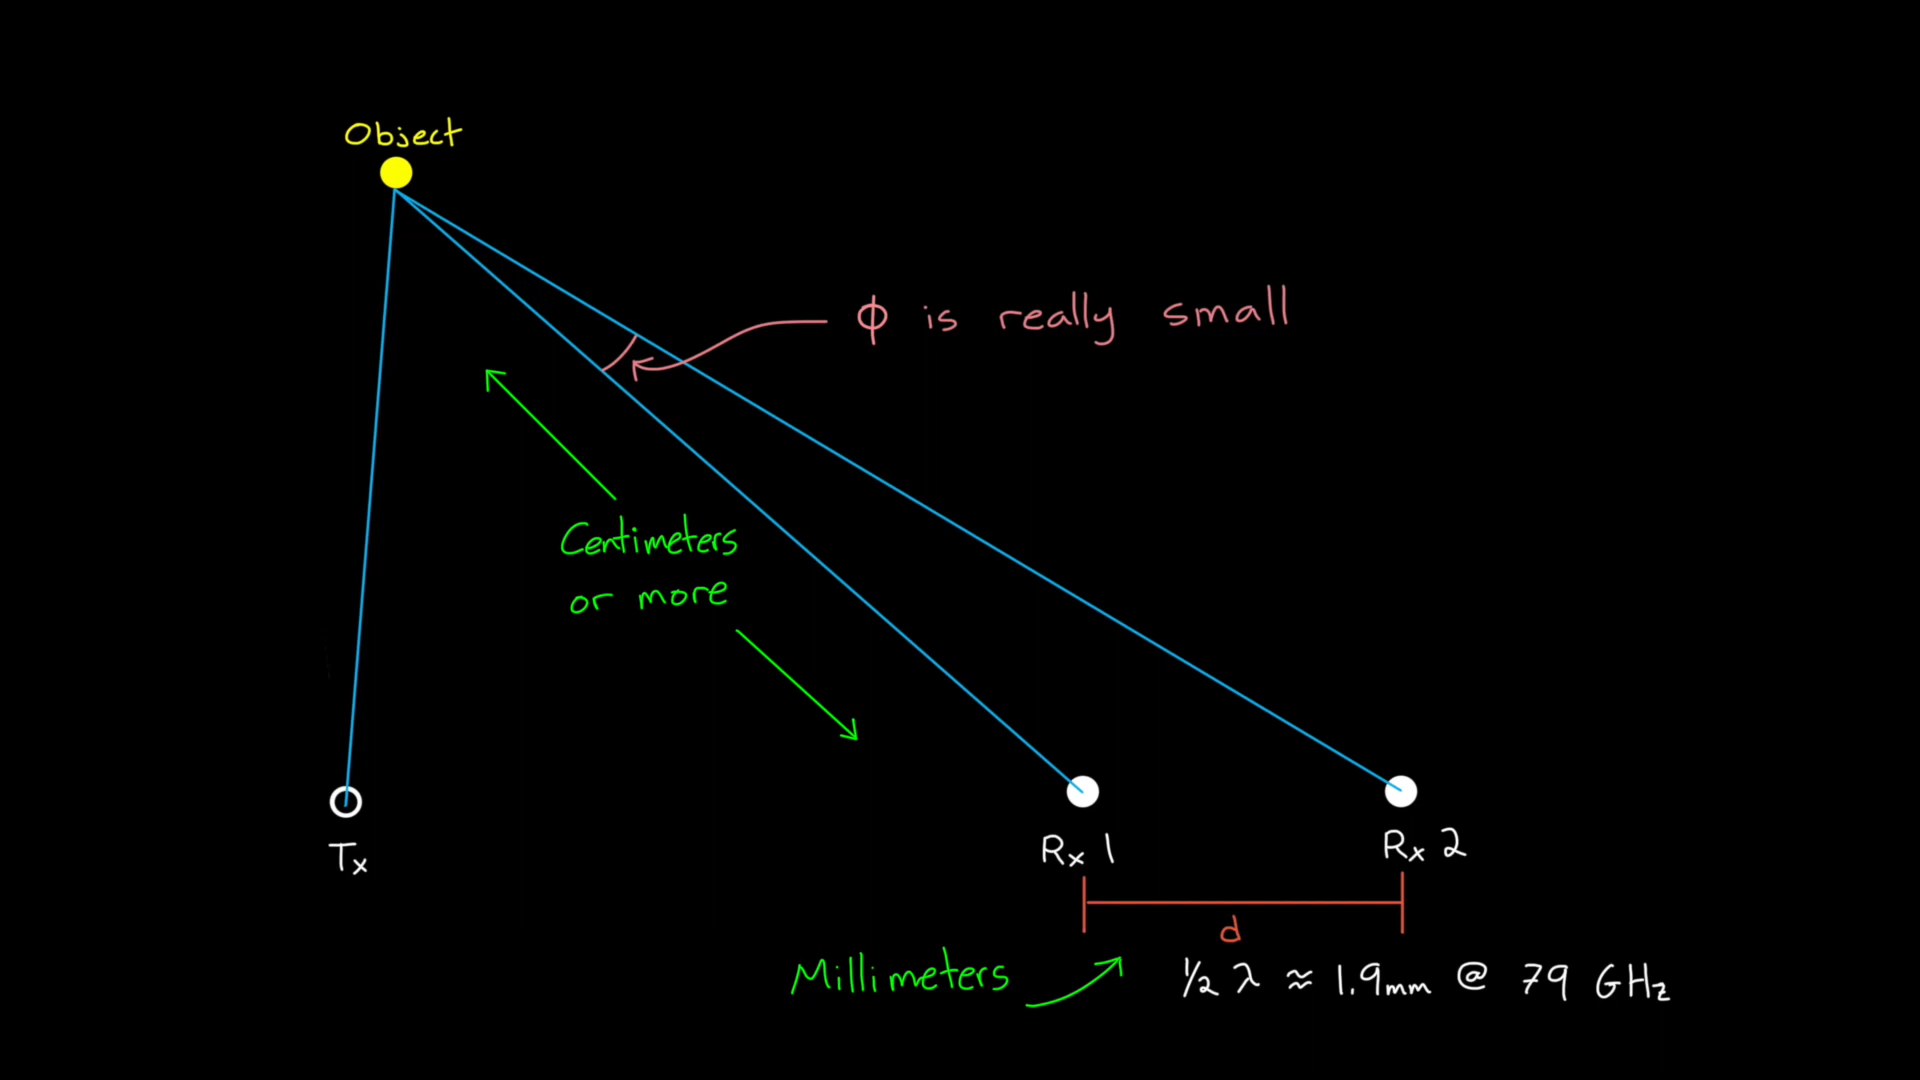 Object
ϕ is really small
Centimeters
or more
Tx
Rx 1
Rx 2
d
Millimeters
½ λ ≈ 1.9mm @ 79 GHz